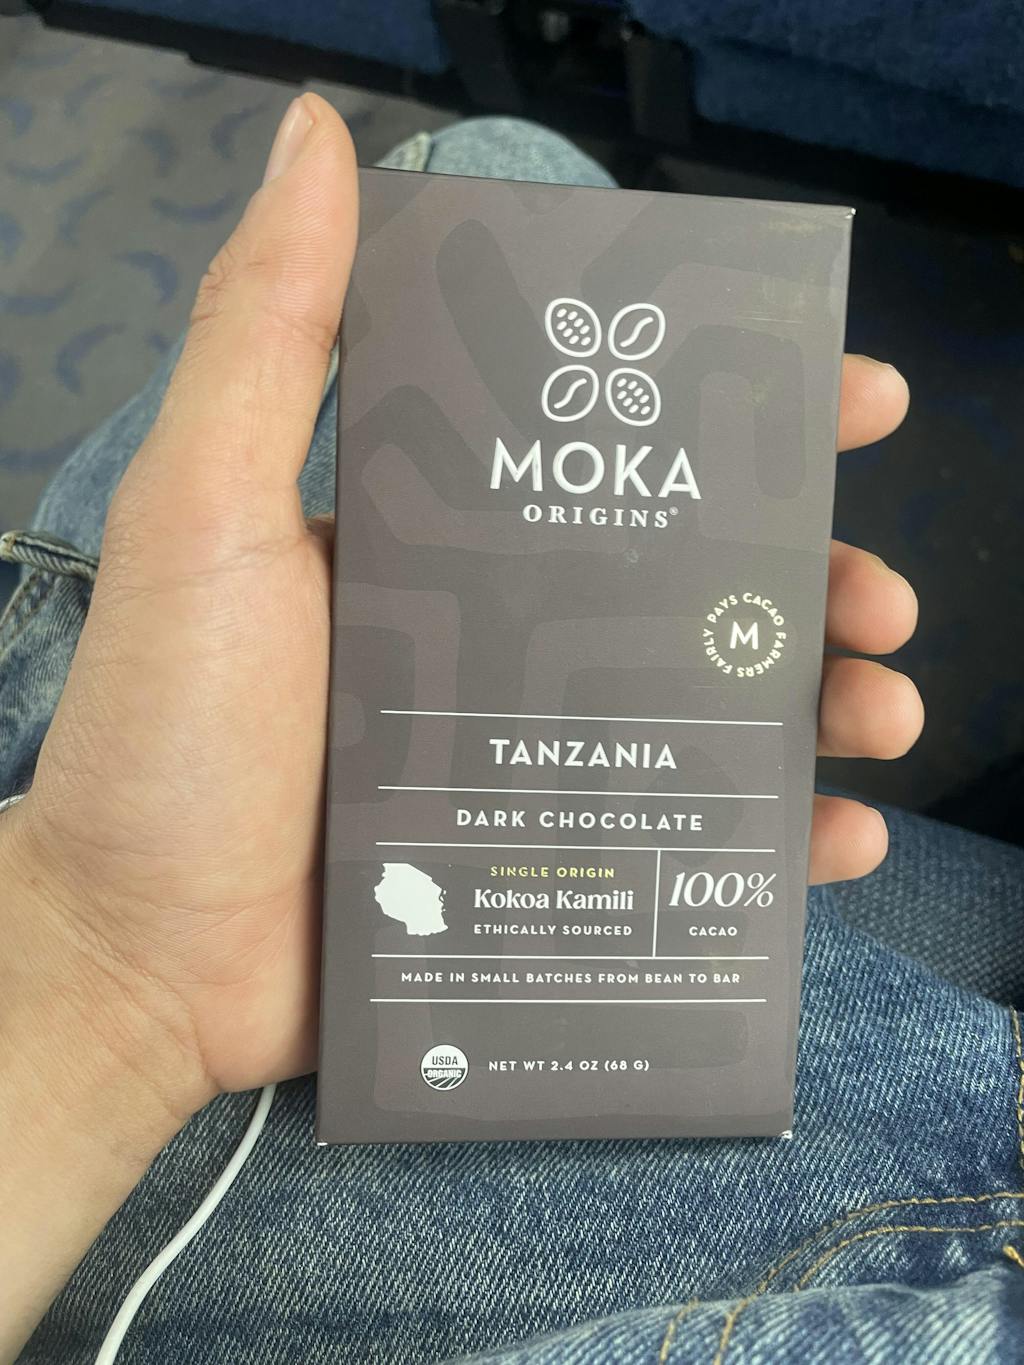 MOKA
ORIGINS®
PAYS CACAO FARMERS FAIRLY
M
TANZANIA
DARK CHOCOLATE
SINGLE ORIGIN
Kokoa Kamili
ETHICALLY SOURCED
100%
CACAO
MADE IN SMALL BATCHES FROM BEAN TO BAR
USDA
ORGANIC
NET WT 2.4 OZ (68 G)